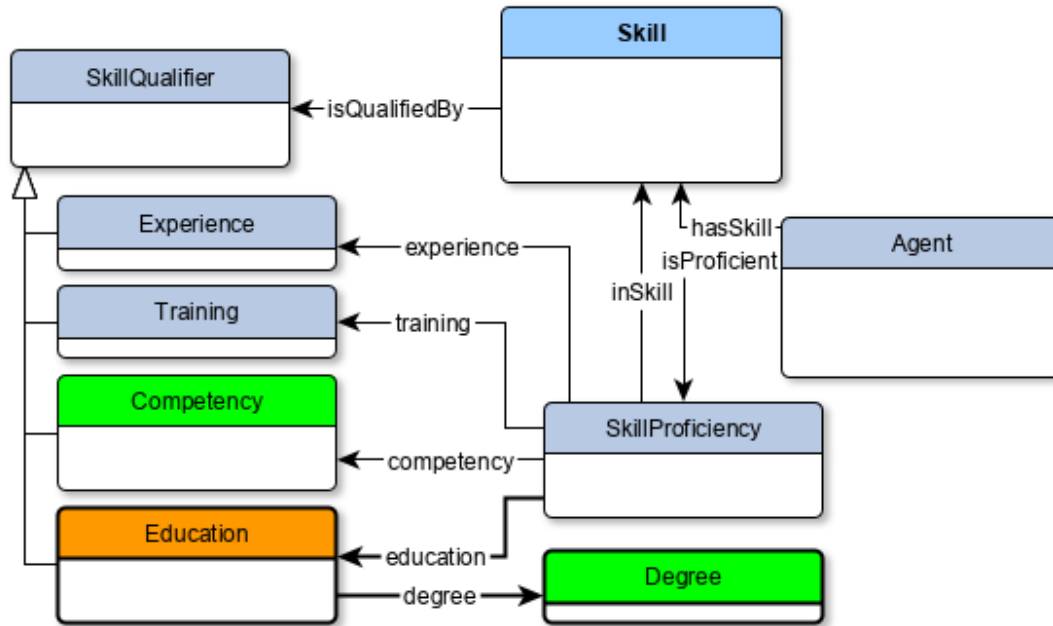 Skill
SkillQualifier
isQualifiedBy
Experience
experience
hasSkill
Agent
isProficient
inSkill
Training
training
Competency
SkillProficiency
competency
Education
education
Degree
degree